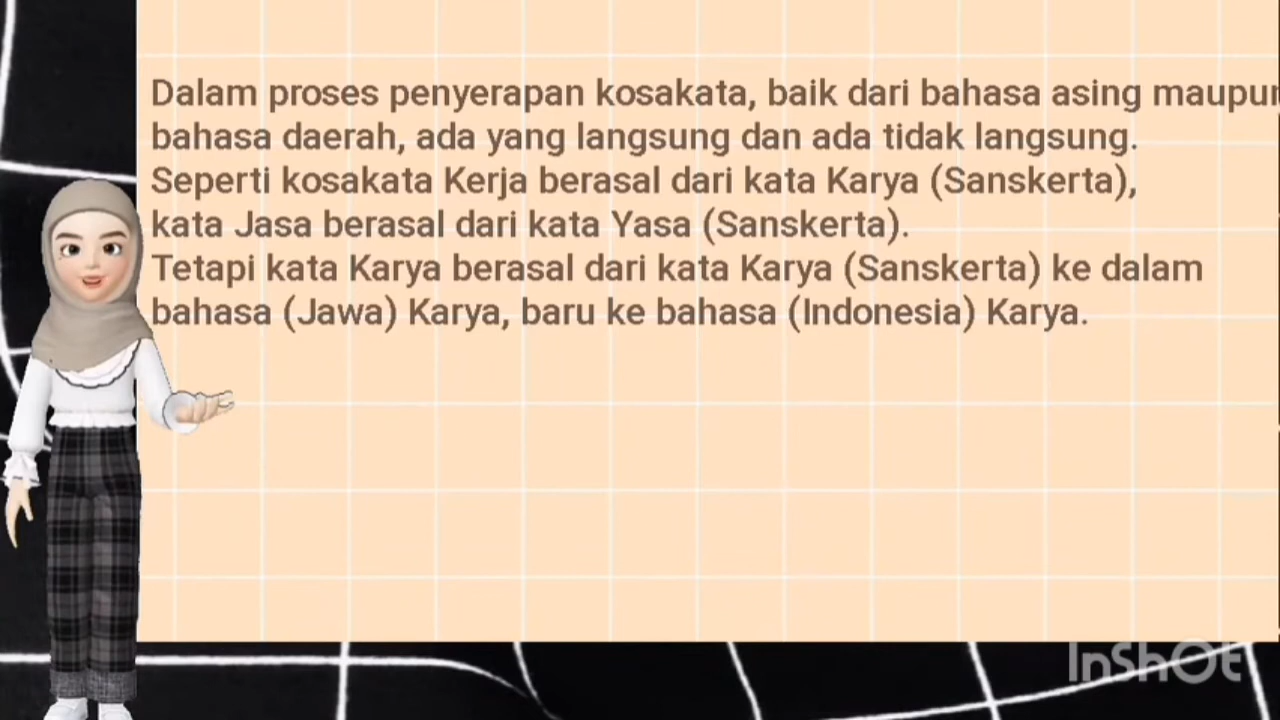 Dalam proses penyerapan kosakata, baik dari bahasa asing maupun
bahasa daerah, ada yang langsung dan ada tidak langsung.
Seperti kosakata Kerja berasal dari kata Karya (Sanskerta),
kata Jasa berasal dari kata Yasa (Sanskerta).
Tetapi kata Karya berasal dari kata Karya (Sanskerta) ke dalam
bahasa (Jawa) Karya, baru ke bahasa (Indonesia) Karya.
InShOt